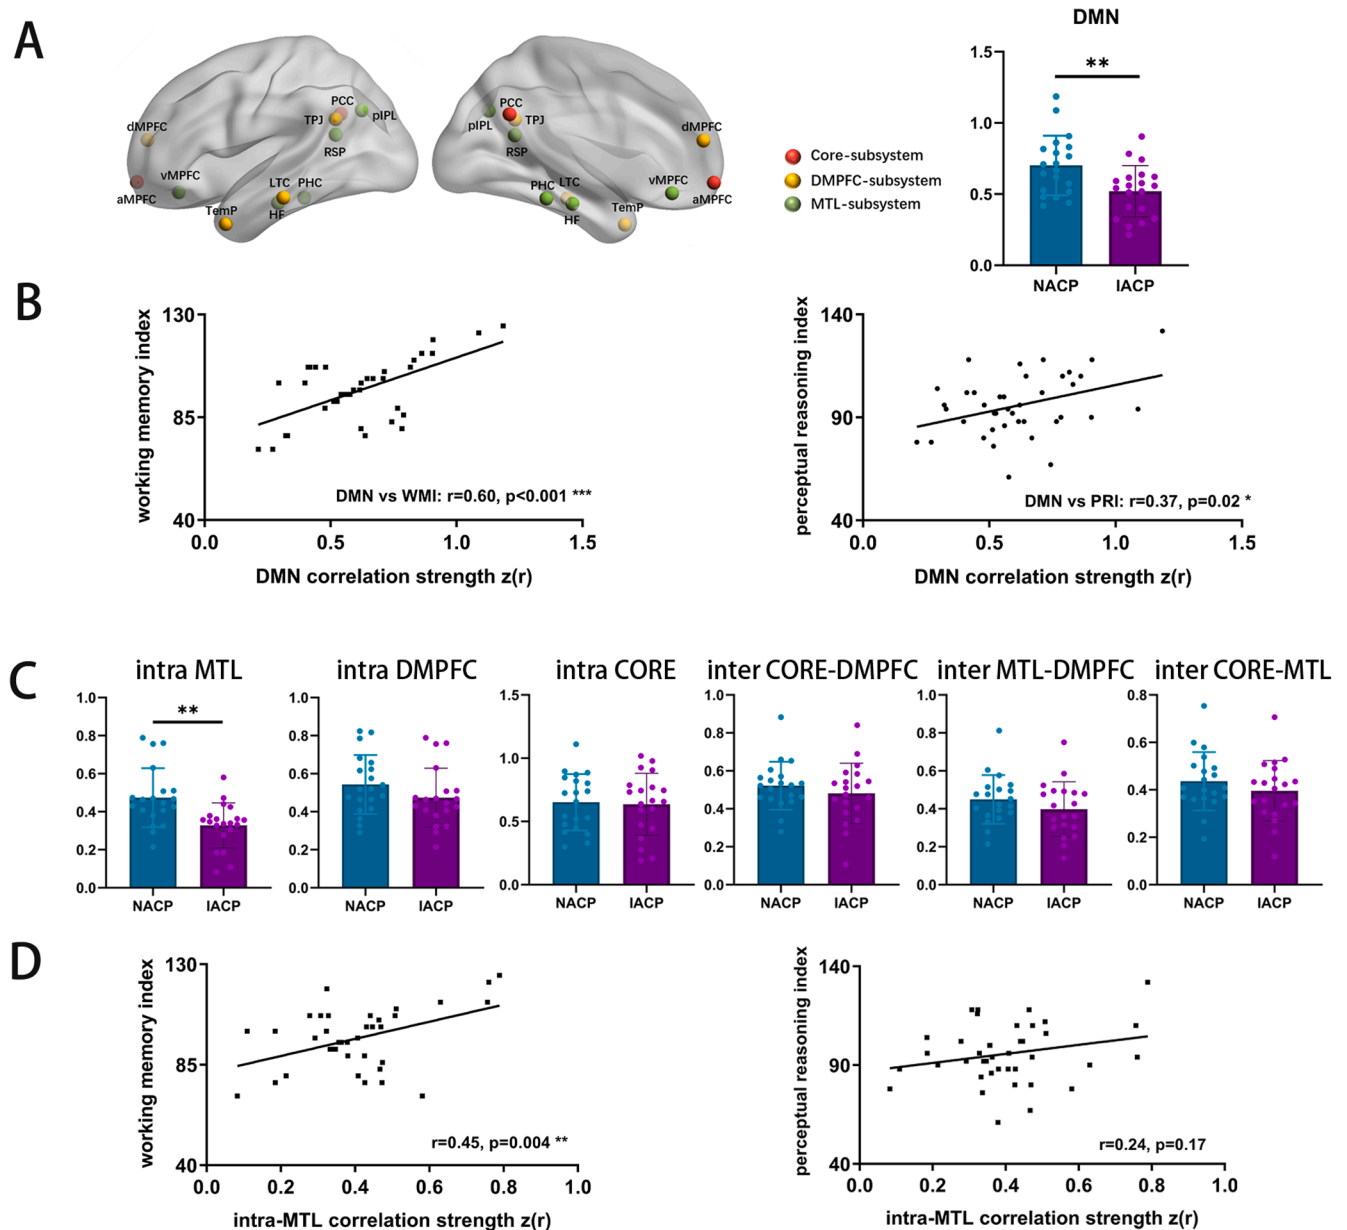 A
DMN
PCC
TPJ
pIPL
RSP
dMPFC
vMPFC
aMPFC
LTC
PHC
HF
TemP
PCC
pIPL
TPJ
RSP
dMPFC
PHC
LTC
vMPFC
aMPFC
HF
TemP
Core-subsystem
DMPFC-subsystem
MTL-subsystem
1.5
**
1.0
0.5
0.0
NACP
IACP
B
working memory index
130
85
40
DMN vs WMI: r=0.60, p<0.001 ***
0.0
0.5
1.0
1.5
DMN correlation strength z(r)
perceptual reasoning index
140
90
40
DMN vs PRI: r=0.37, p=0.02 *
0.0
0.5
1.0
1.5
DMN correlation strength z(r)
C
intra MTL
1.0
**
0.8
0.6
0.4
0.2
0.0
NACP
IACP
intra DMPFC
1.0
0.8
0.6
0.4
0.2
0.0
NACP
IACP
intra CORE
1.5
1.0
0.5
0.0
NACP
IACP
inter CORE-DMPFC
1.0
0.8
0.6
0.4
0.2
0.0
NACP
IACP
inter MTL-DMPFC
1.0
0.8
0.6
0.4
0.2
0.0
NACP
IACP
inter CORE-MTL
0.8
0.6
0.4
0.2
0.0
NACP
IACP
D
working memory index
130
85
40
r=0.45, p=0.004 **
0.0
0.2
0.4
0.6
0.8
1.0
intra-MTL correlation strength z(r)
perceptual reasoning index
140
90
40
r=0.24, p=0.17
0.0
0.2
0.4
0.6
0.8
1.0
intra-MTL correlation strength z(r)